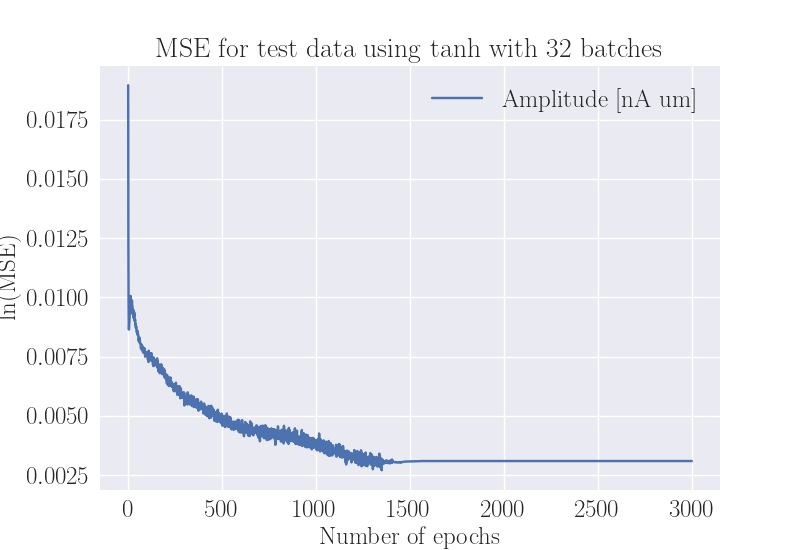 MSE for test data using tanh with 32 batches
Amplitude [nA um]
0.0175
0.0150
0.0125
0.0100
0.0075
0.0050
0.0025
ln(MSE)
0 500 1000 1500 2000 2500 3000
Number of epochs